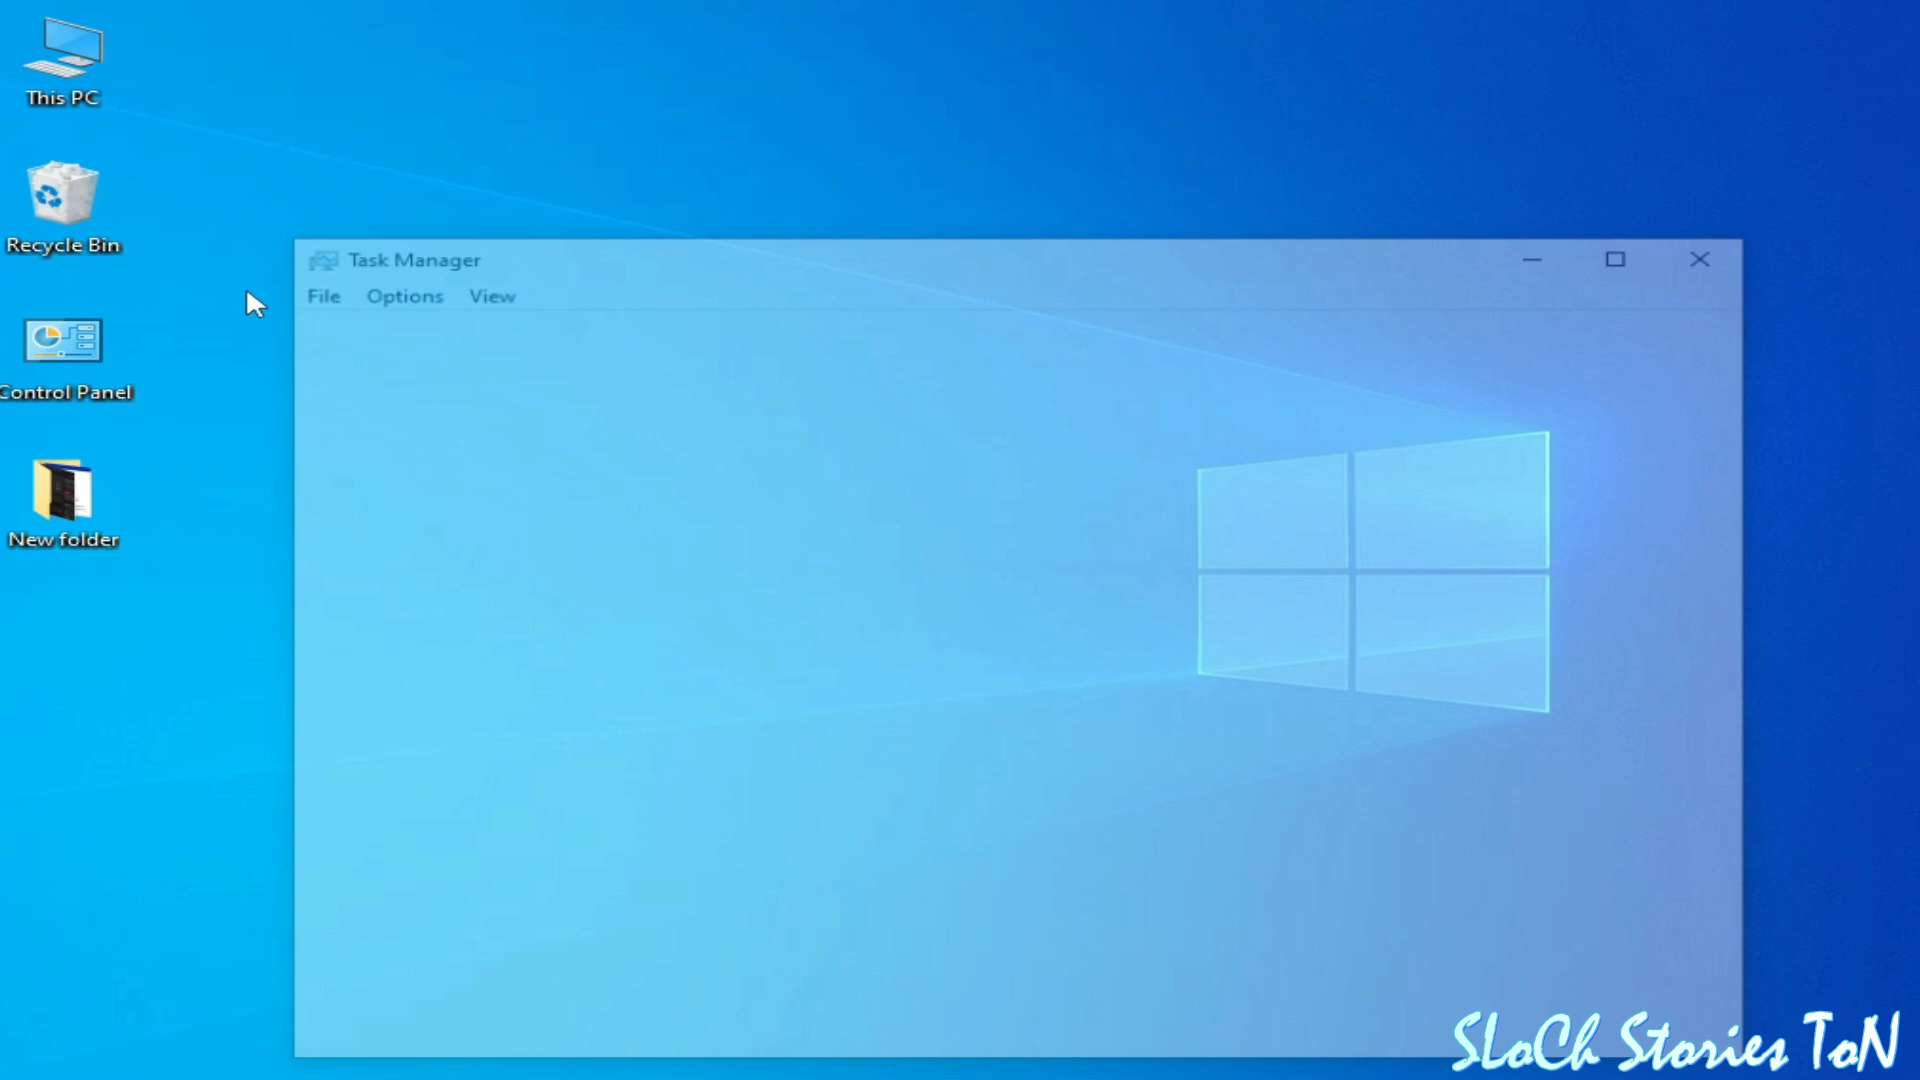 This PC
Recycle Bin
Control Panel
New folder
Task Manager
File Options View
SLoCh Stories ToN